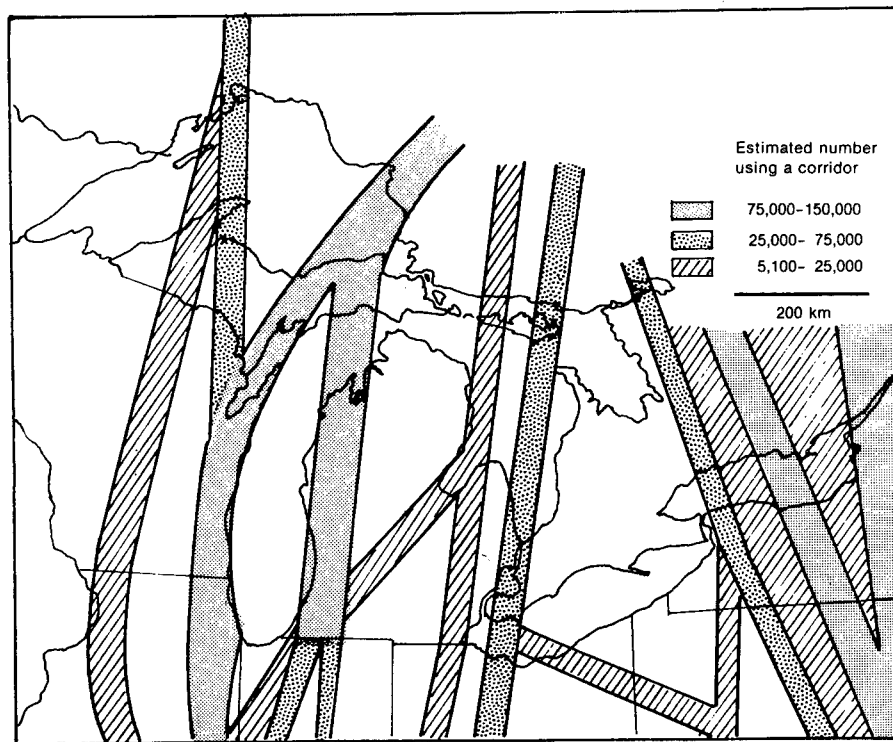 Estimated number
using a corridor
75,000-150,000
25,000- 75,000
5,100- 25,000
200 km